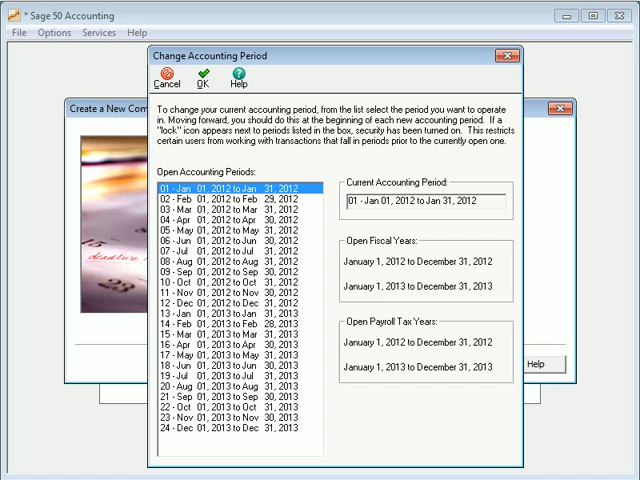 * Sage 50 Accounting
File Options Services Help
Change Accounting Period
Cancel OK Help
Create a New Com
To change your current accounting period, from the list select the period you want to operate
in. Moving forward, you should do this at the beginning of each new accounting period. If a
"lock" icon appears next to periods listed in the box, security has been turned on. This restricts
certain users from working with transactions that fall in periods prior to the currently open one.
Open Accounting Periods:
01 - Jan 01, 2012 to Jan 31, 2012
02 - Feb 01, 2012 to Feb 29, 2012
03 - Mar 01, 2012 to Mar 31, 2012
04 - Apr 01, 2012 to Apr 30, 2012
05 - May 01, 2012 to May 31, 2012
06 - Jun 01, 2012 to Jun 30, 2012
07 - Jul 01, 2012 to Jul 31, 2012
08 - Aug 01, 2012 to Aug 31, 2012
09 - Sep 01, 2012 to Sep 30, 2012
10 - Oct 01, 2012 to Oct 31, 2012
11 - Nov 01, 2012 to Nov 30, 2012
12 - Dec 01, 2012 to Dec 31, 2012
13 - Jan 01, 2013 to Jan 31, 2013
14 - Feb 01, 2013 to Feb 28, 2013
15 - Mar 01, 2013 to Mar 31, 2013
16 - Apr 01, 2013 to Apr 30, 2013
17 - May 01, 2013 to May 31, 2013
18 - Jun 01, 2013 to Jun 30, 2013
19 - Jul 01, 2013 to Jul 31, 2013
20 - Aug 01, 2013 to Aug 31, 2013
21 - Sep 01, 2013 to Sep 30, 2013
22 - Oct 01, 2013 to Oct 31, 2013
23 - Nov 01, 2013 to Nov 30, 2013
24 - Dec 01, 2013 to Dec 31, 2013
Current Accounting Period:
01 - Jan 01, 2012 to Jan 31, 2012
Open Fiscal Years:
January 1, 2012 to December 31, 2012
January 1, 2013 to December 31, 2013
Open Payroll Tax Years:
January 1, 2012 to December 31, 2012
January 1, 2013 to December 31, 2013
15
deadline
23
Help